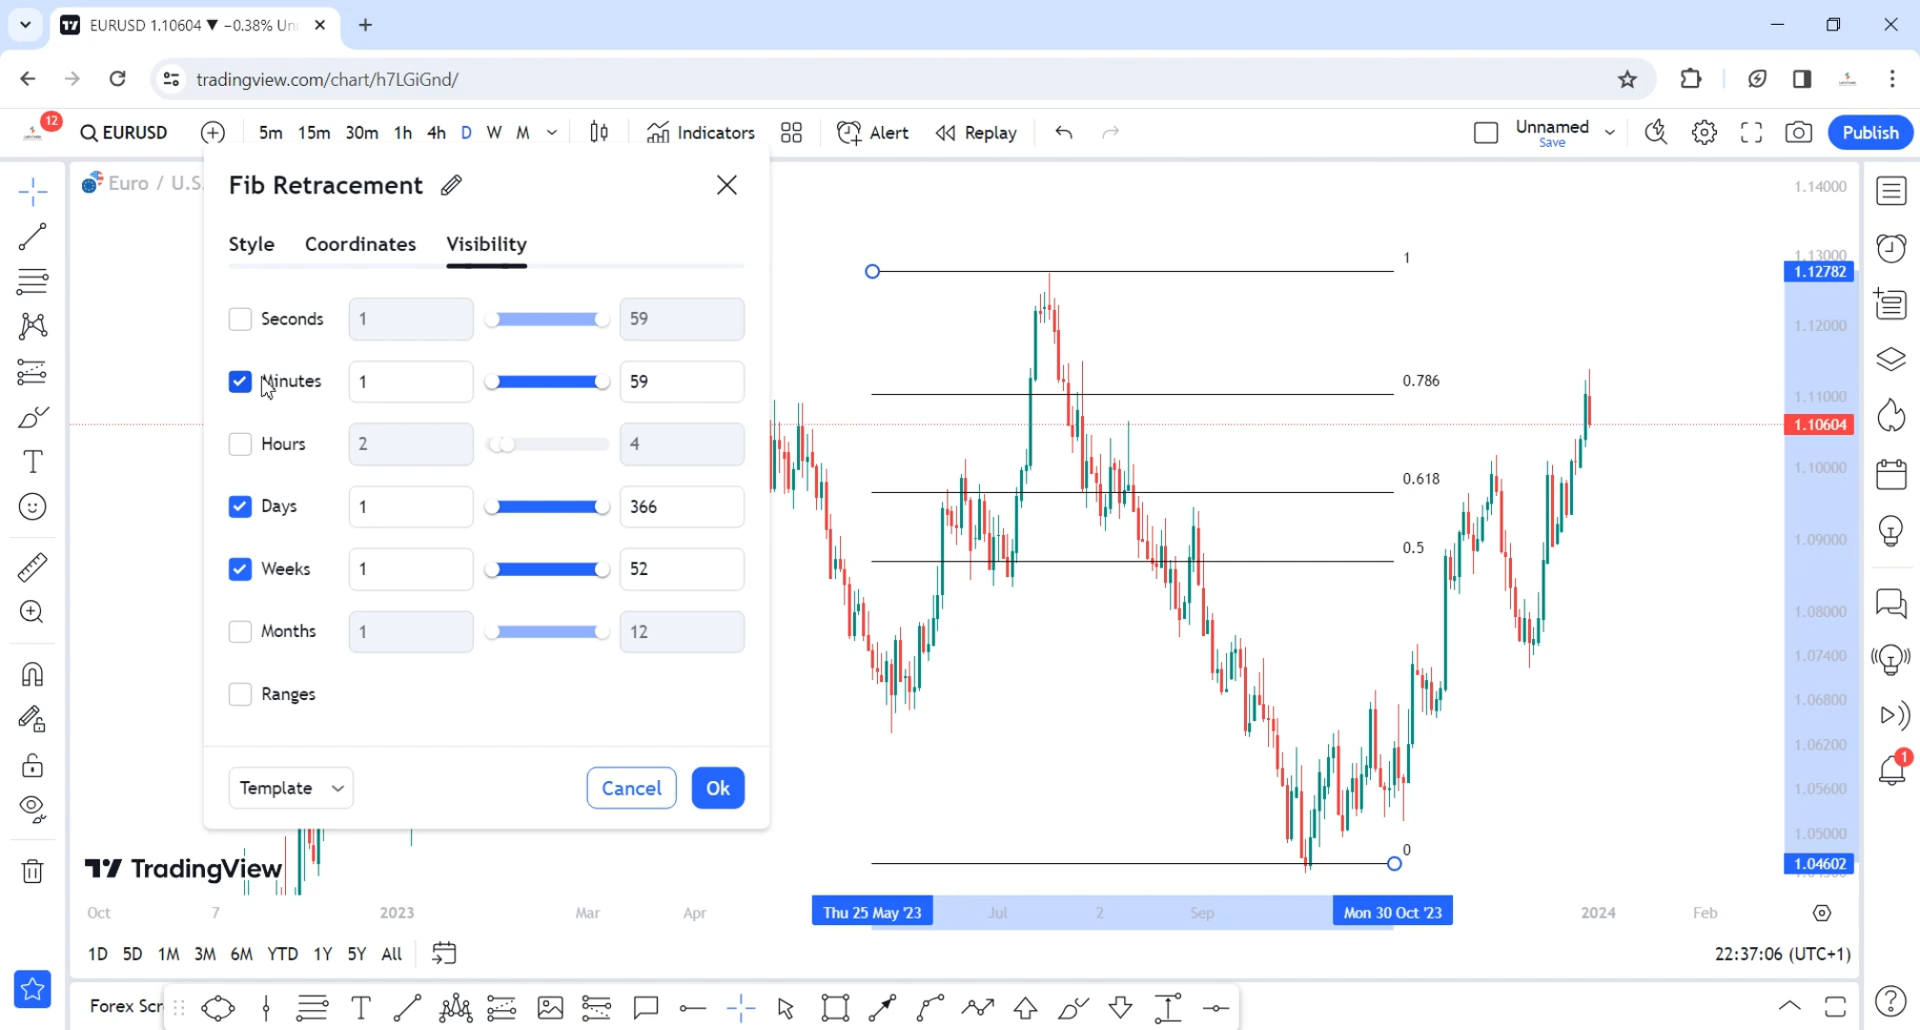 EURUSD 1.10604 ▼ −0.38% Un
tradingview.com/chart/h7LGiGnd/
12
EURUSD
5m 15m 30m 1h 4h D W M
Indicators
Alert
Replay
Unnamed
Save
Publish
Euro / U.S.
Fib Retracement
Style Coordinates Visibility
Seconds 1 59
Minutes 1 59
Hours 2 4
Days 1 366
Weeks 1 52
Months 1 12
Ranges
Template
Cancel
Ok
1
0.786
0.618
0.5
0
1.14000
1.13000
1.12782
1.12000
1.11000
1.10604
1.10000
1.09000
1.08000
1.07400
1.06800
1.06200
1.05600
1.05000
1.04602
TradingView
Oct 7 2023 Mar Apr Thu 25 May '23 Jul 2 Sep Mon 30 Oct '23 2024 Feb
1D 5D 1M 3M 6M YTD 1Y 5Y All
22:37:06 (UTC+1)
1
Forex Scr